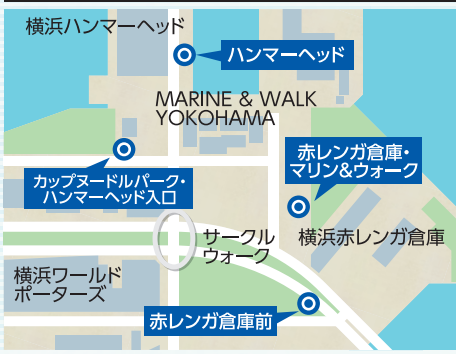 横浜ハンマーヘッド
ハンマーヘッド
MARINE & WALK
YOKOHAMA
赤レンガ倉庫・
マリン&ウォーク
カップヌードルパーク・
ハンマーヘッド入口
サークル
ウォーク
横浜赤レンガ倉庫
横浜ワールド
ポーターズ
赤レンガ倉庫前